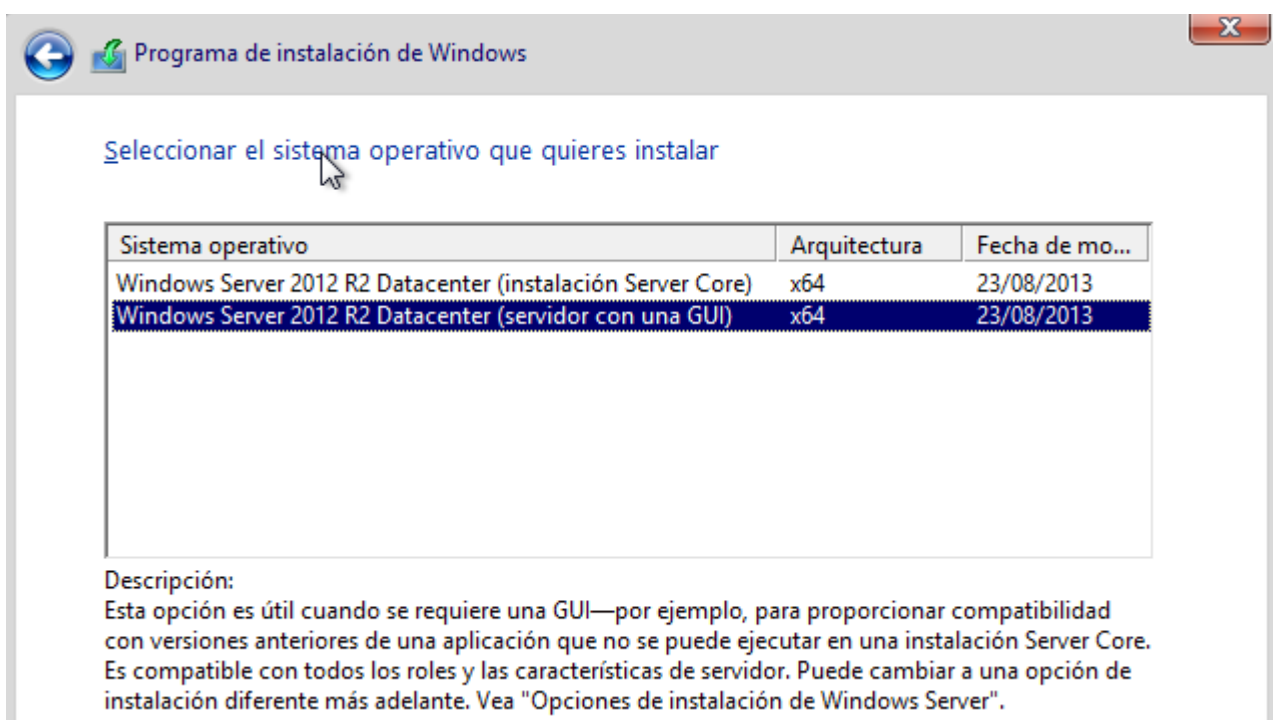 Programa de instalación de Windows
Seleccionar el sistema operativo que quieres instalar
Sistema operativo Arquitectura Fecha de mo...
Windows Server 2012 R2 Datacenter (instalación Server Core) x64 23/08/2013
Windows Server 2012 R2 Datacenter (servidor con una GUI) x64 23/08/2013
Descripción:
Esta opción es útil cuando se requiere una GUI—por ejemplo, para proporcionar compatibilidad
con versiones anteriores de una aplicación que no se puede ejecutar en una instalación Server Core.
Es compatible con todos los roles y las características de servidor. Puede cambiar a una opción de
instalación diferente más adelante. Vea "Opciones de instalación de Windows Server".